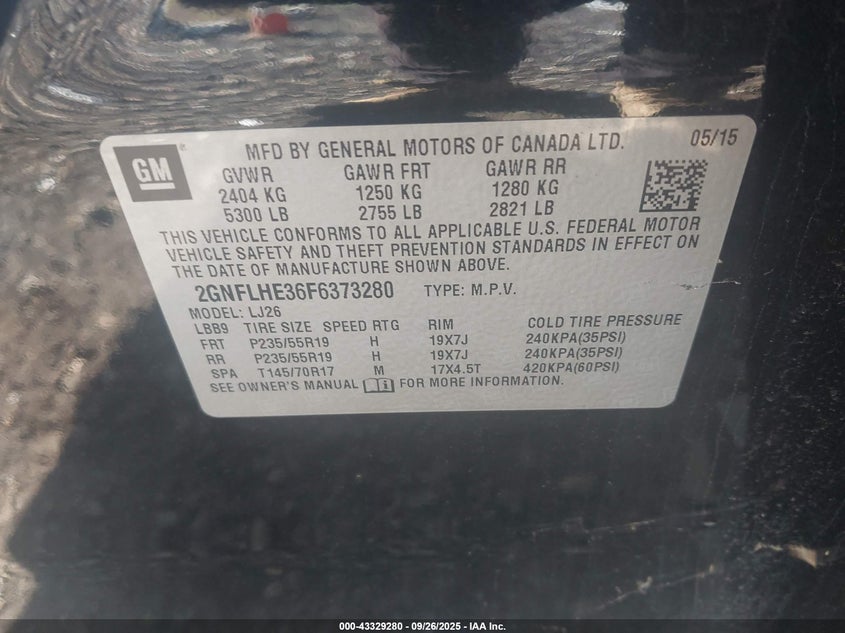 GM
MFD BY GENERAL MOTORS OF CANADA LTD. 05/15
GVWR GAWR FRT GAWR RR
2404 KG 1250 KG 1280 KG
5300 LB 2755 LB 2821 LB
THIS VEHICLE CONFORMS TO ALL APPLICABLE U.S. FEDERAL MOTOR
VEHICLE SAFETY AND THEFT PREVENTION STANDARDS IN EFFECT ON
THE DATE OF MANUFACTURE SHOWN ABOVE.
2GNFLHE36F6373280 TYPE: M.P.V.
MODEL: LJ26
LBB9 TIRE SIZE SPEED RTG RIM COLD TIRE PRESSURE
FRT P235/55R19 H 19X7J 240KPA(35PSI)
RR P235/55R19 H 19X7J 240KPA(35PSI)
SPA T145/70R17 M 17X4.5T 420KPA(60PSI)
SEE OWNER'S MANUAL FOR MORE INFORMATION.
000-43329280 - 09/26/2025 - IAA Inc.